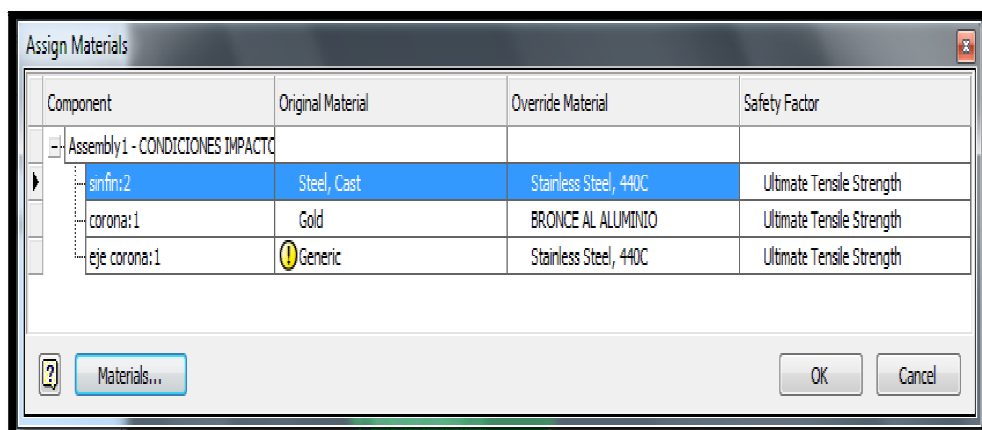 Assign Materials
Component Original Material Override Material Safety Factor
Assembly1 - CONDICIONES IMPACTO
sinfin:2 Steel, Cast Stainless Steel, 440C Ultimate Tensile Strength
corona:1 Gold BRONCE AL ALUMINIO Ultimate Tensile Strength
eje corona:1 Generic Stainless Steel, 440C Ultimate Tensile Strength
Materials... OK Cancel